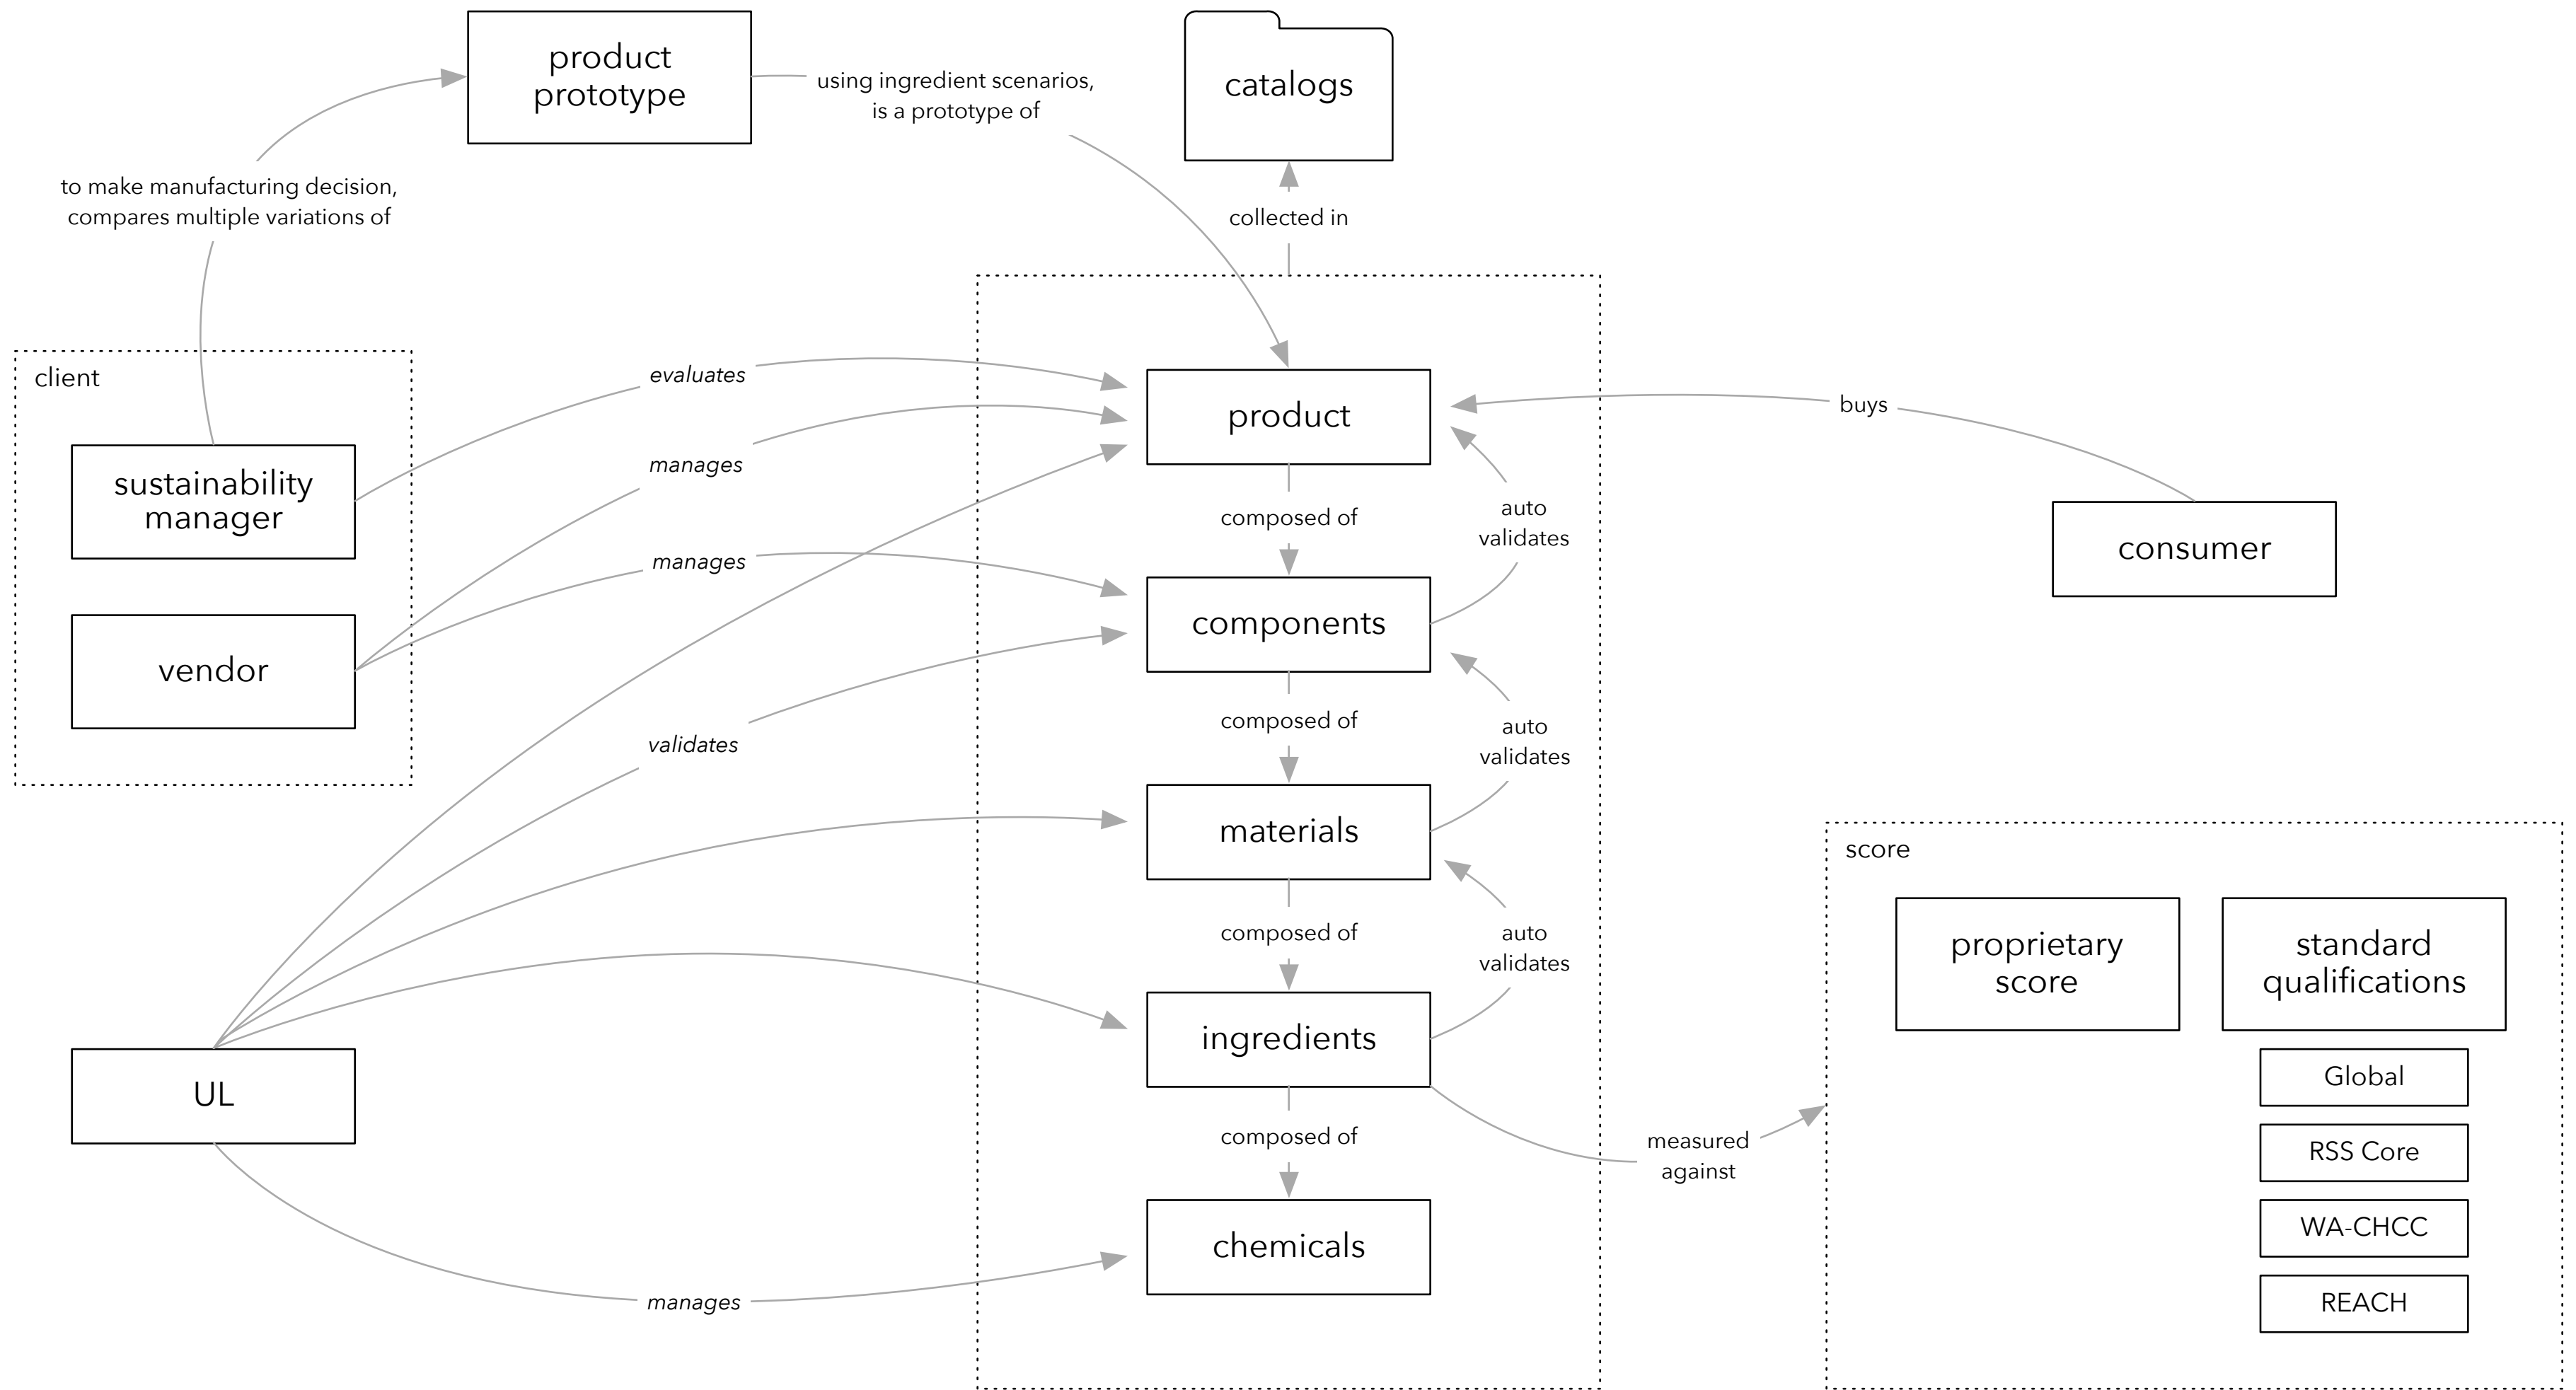 product
prototype
using ingredient scenarios,
is a prototype of
catalogs
to make manufacturing decision,
compares multiple variations of
collected in
client
sustainability
manager
vendor
evaluates
manages
manages
validates
UL
manages
product
composed of
components
composed of
materials
composed of
ingredients
composed of
chemicals
auto
validates
auto
validates
auto
validates
buys
consumer
measured
against
score
proprietary
score
standard
qualifications
Global
RSS Core
WA-CHCC
REACH